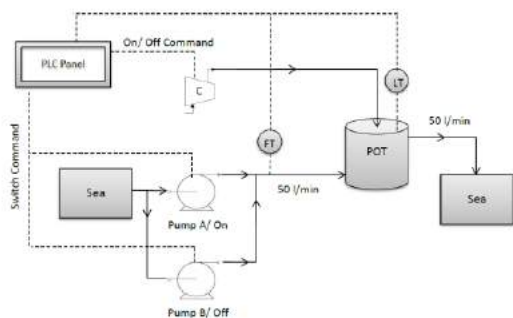 On/ Off Command
PLC Panel
C
LT
50 l/min
FT
POT
Switch Command
Sea
50 l/min
Sea
Pump A/ On
Pump B/ Off